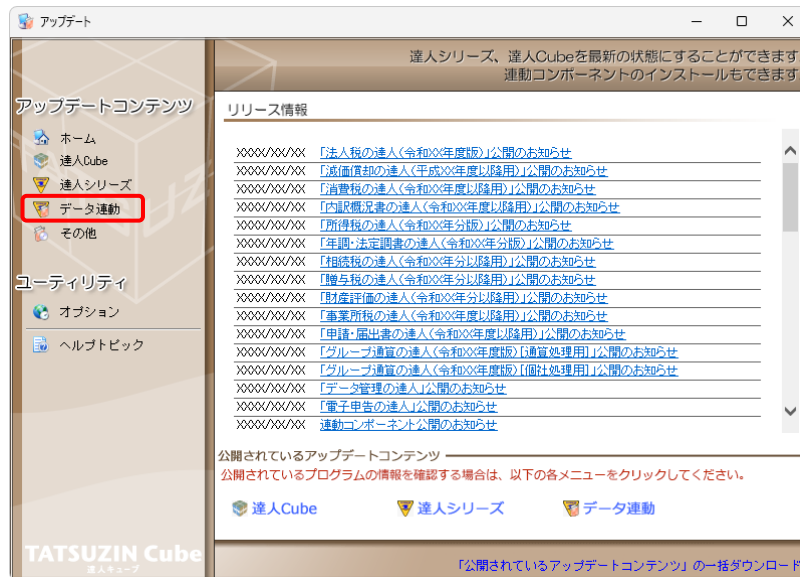 アップデート
達人シリーズ、達人Cubeを最新の状態にすることができます
連動コンポーネントのインストールもできます
アップデートコンテンツ
ホーム
達人Cube
達人シリーズ
データ連動
その他
ユーティリティ
オプション
ヘルプトピック
TATSUZIN Cube
達人キューブ
リリース情報
XXXX/XX/XX 「法人税の達人(令和XX年度版)」公開のお知らせ
XXXX/XX/XX 「減価償却の達人(平成XX年度以降用)」公開のお知らせ
XXXX/XX/XX 「消費税の達人(令和XX年度以降用)」公開のお知らせ
XXXX/XX/XX 「内訳概況書の達人(令和XX年度以降用)」公開のお知らせ
XXXX/XX/XX 「所得税の達人(令和XX年分版)」公開のお知らせ
XXXX/XX/XX 「年調・法定調書の達人(令和XX年分版)」公開のお知らせ
XXXX/XX/XX 「相続税の達人(令和XX年分以降用)」公開のお知らせ
XXXX/XX/XX 「贈与税の達人(令和XX年分以降用)」公開のお知らせ
XXXX/XX/XX 「財産評価の達人(令和XX年分以降用)」公開のお知らせ
XXXX/XX/XX 「事業所税の達人(令和XX年度以降用)」公開のお知らせ
XXXX/XX/XX 「申請・届出書の達人(令和XX年度以降用)」公開のお知らせ
XXXX/XX/XX 「グループ通算の達人(令和XX年度版)[通算処理用]」公開のお知らせ
XXXX/XX/XX 「グループ通算の達人(令和XX年度版)[個社処理用]」公開のお知らせ
XXXX/XX/XX 「データ管理の達人」公開のお知らせ
XXXX/XX/XX 「電子申告の達人」公開のお知らせ
XXXX/XX/XX 連動コンポーネント公開のお知らせ
公開されているアップデートコンテンツ
公開されているプログラムの情報を確認する場合は、以下の各メニューをクリックしてください。
達人Cube 達人シリーズ データ連動
「公開されているアップデートコンテンツ」の一括ダウンロード